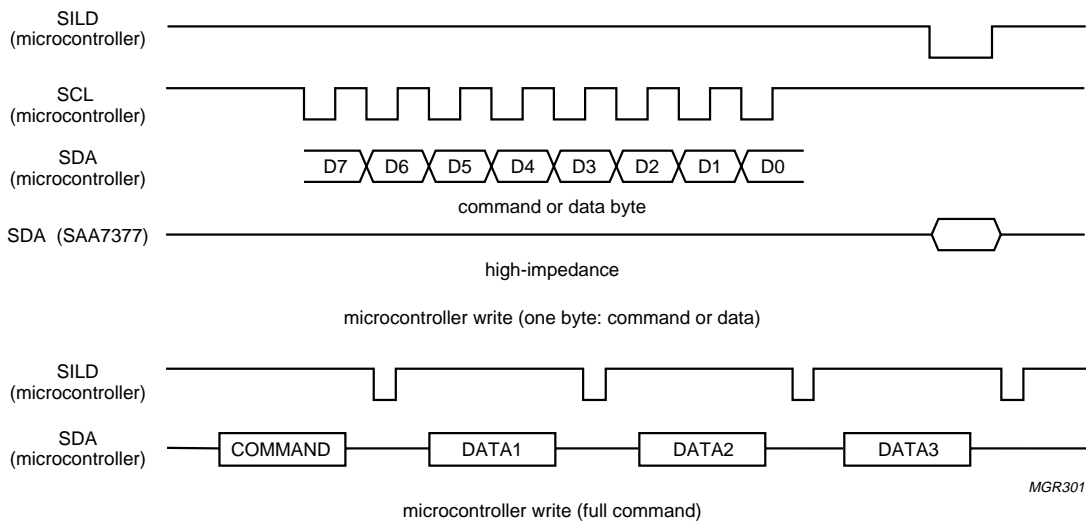 SILD
(microcontroller)
SCL
(microcontroller)
SDA
(microcontroller)
D7 D6 D5 D4 D3 D2 D1 D0
command or data byte
SDA (SAA7377)
high-impedance
microcontroller write (one byte: command or data)
SILD
(microcontroller)
SDA
(microcontroller)
COMMAND DATA1 DATA2 DATA3
MGR301
microcontroller write (full command)